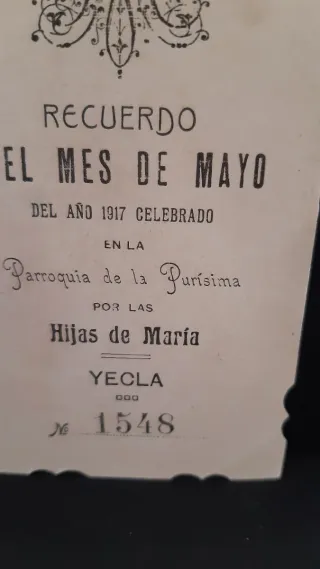 RECUERDO
EL MES DE MAYO
DEL AÑO 1917 CELEBRADO
EN LA
Parroquia de la Purísima
POR LAS
Hijas de María
YECLA
№ 1548